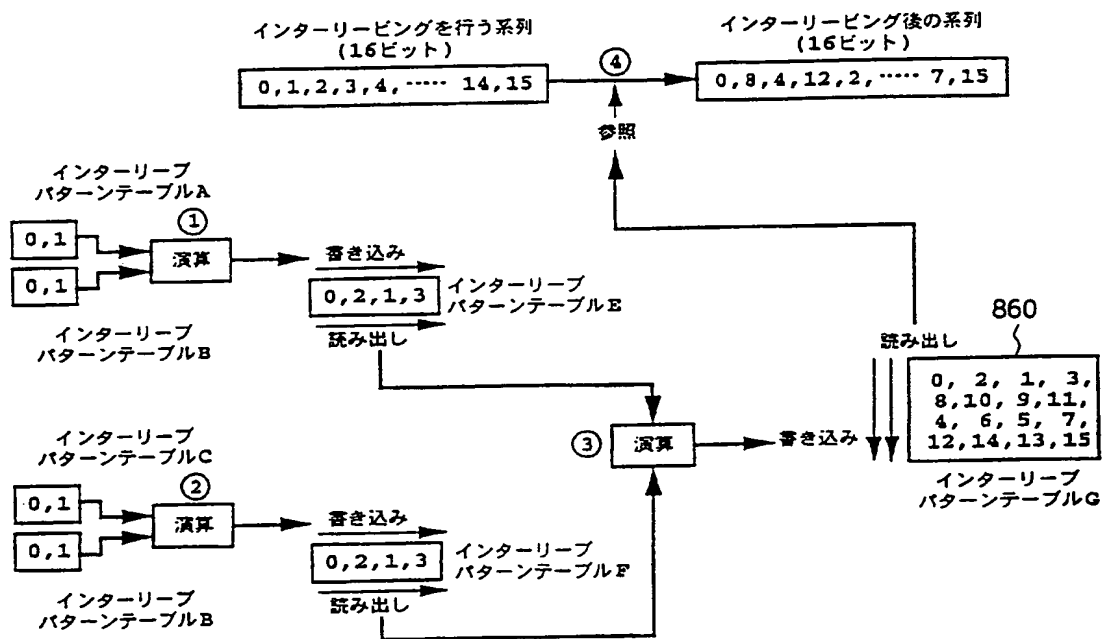 インターリービングを行う系列
(16ビット)
0,1,2,3,4,····· 14,15
④
インターリービング後の系列
(16ビット)
0,8,4,12,2,····· 7,15
参照
インターリーブ
パターンテーブルA
0,1
0,1
①
演算
インターリーブ
パターンテーブルB
書き込み
0,2,1,3
読み出し
インターリーブ
パターンテーブルE
インターリーブ
パターンテーブルC
0,1
0,1
②
演算
インターリーブ
パターンテーブルB
書き込み
0,2,1,3
読み出し
インターリーブ
パターンテーブルF
③
演算
書き込み
読み出し
860
0, 2, 1, 3,
8,10, 9,11,
4, 6, 5, 7,
12,14,13,15
インターリーブ
パターンテーブルG